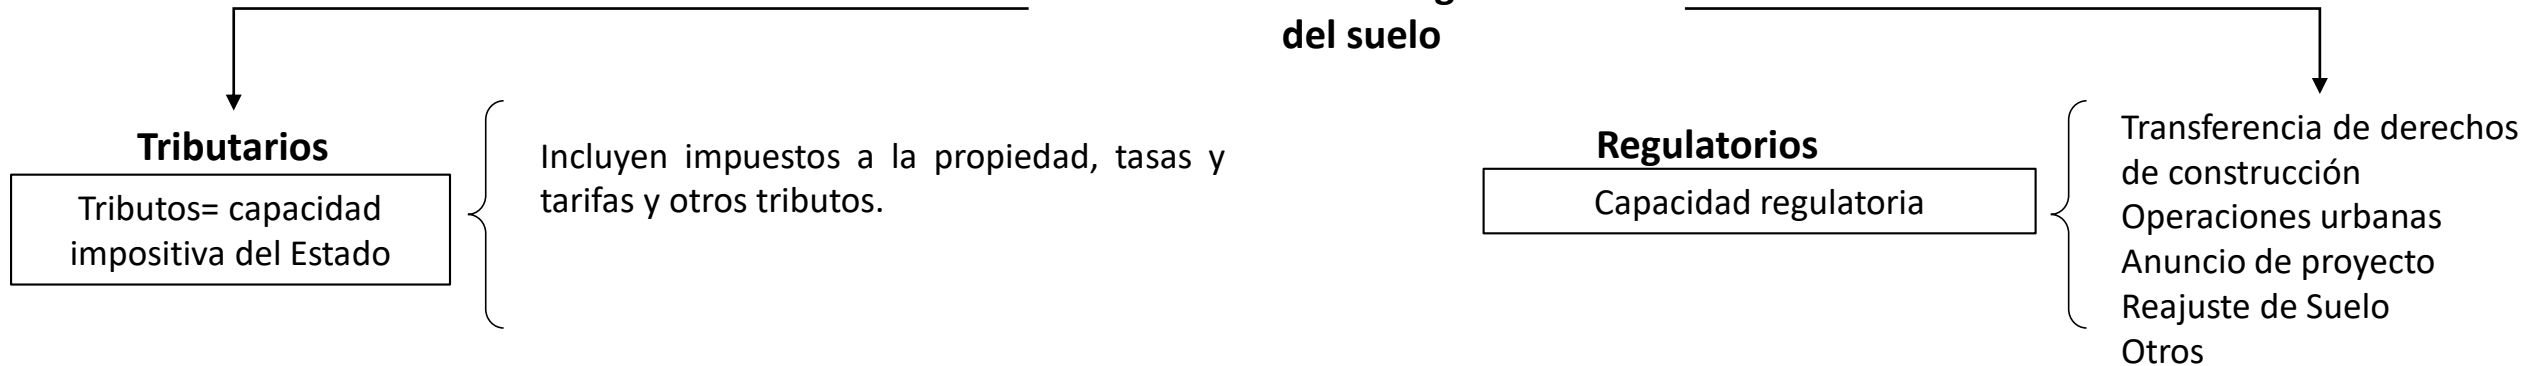 del suelo
Tributarios
Tributos= capacidad
impositiva del Estado
Incluyen impuestos a la propiedad, tasas y
tarifas y otros tributos.
Regulatorios
Capacidad regulatoria
Transferencia de derechos
de construcción
Operaciones urbanas
Anuncio de proyecto
Reajuste de Suelo
Otros